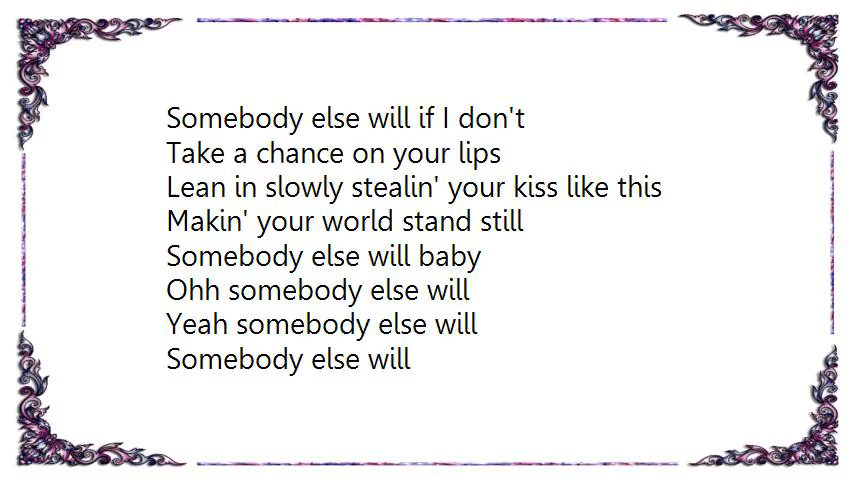 Somebody else will if I don't
Take a chance on your lips
Lean in slowly stealin' your kiss like this
Makin' your world stand still
Somebody else will baby
Ohh somebody else will
Yeah somebody else will
Somebody else will